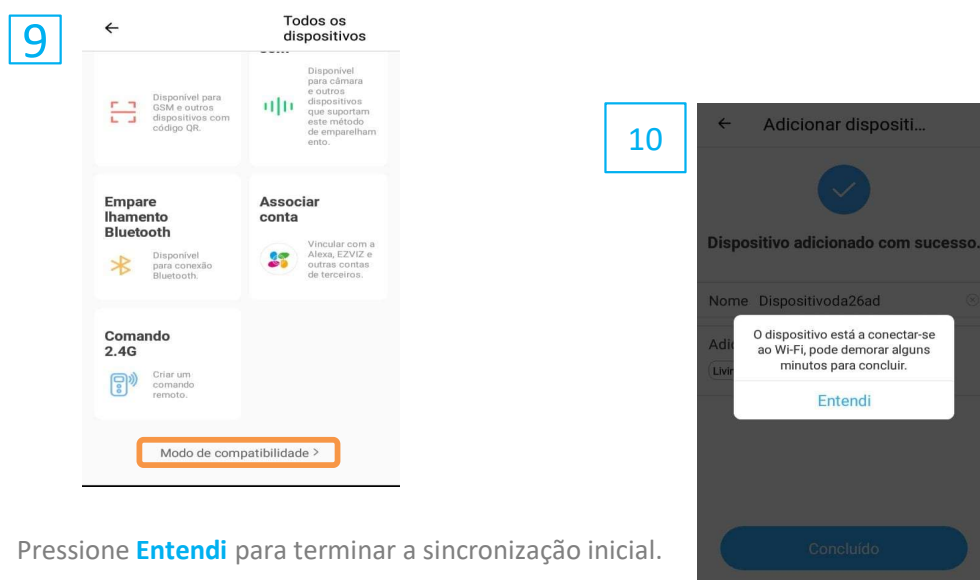 9
Todos os
dispositivos
Disponível para
GSM e outros
dispositivos com
código QR.
Disponível
para câmara
e outros
dispositivos
que suportam
este método
de emparelham
ento.
Empare
lhamento
Bluetooth
Disponível
para conexão
Bluetooth.
Associar
conta
Vincular com a
Alexa, EZVIZ e
outras contas
de terceiros.
Comando
2.4G
Criar um
comando
remoto.
Modo de compatibilidade >
10
Adicionar dispositi...
Dispositivo adicionado com sucesso.
Nome Dispositivoda26ad
Adi
Livin
O dispositivo está a conectar-se
ao Wi-Fi, pode demorar alguns
minutos para concluir.
Entendi
Concluído
Pressione Entendi para terminar a sincronização inicial.